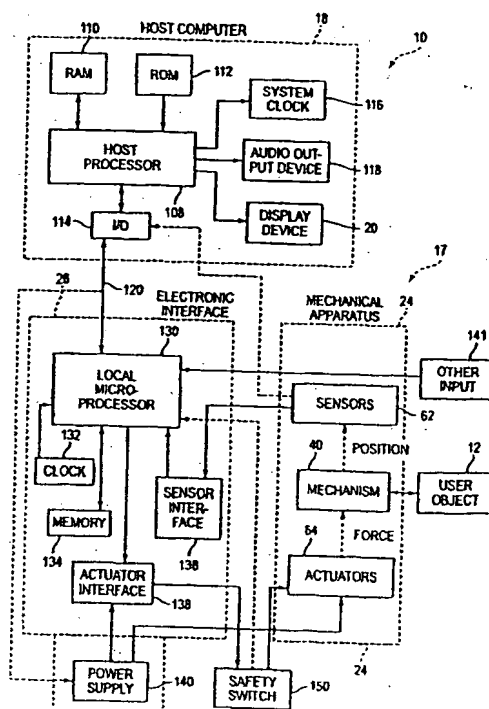 HOST COMPUTER
18
10
110
RAM
ROM
112
SYSTEM
CLOCK
116
HOST
PROCESSOR
108
AUDIO OUT-
PUT DEVICE
118
114
I/O
DISPLAY
DEVICE
20
17
26
120
ELECTRONIC
INTERFACE
130
MECHANICAL
APPARATUS
24
141
OTHER
INPUT
LOCAL
MICRO-
PROCESSOR
SENSORS
62
132
CLOCK
POSITION
40
12
MECHANISM
USER
OBJECT
SENSOR
INTER-
FACE
MEMORY
134
138
FORCE
64
ACTUATORS
ACTUATOR
INTERFACE
138
24
POWER
SUPPLY
140
SAFETY
SWITCH
150